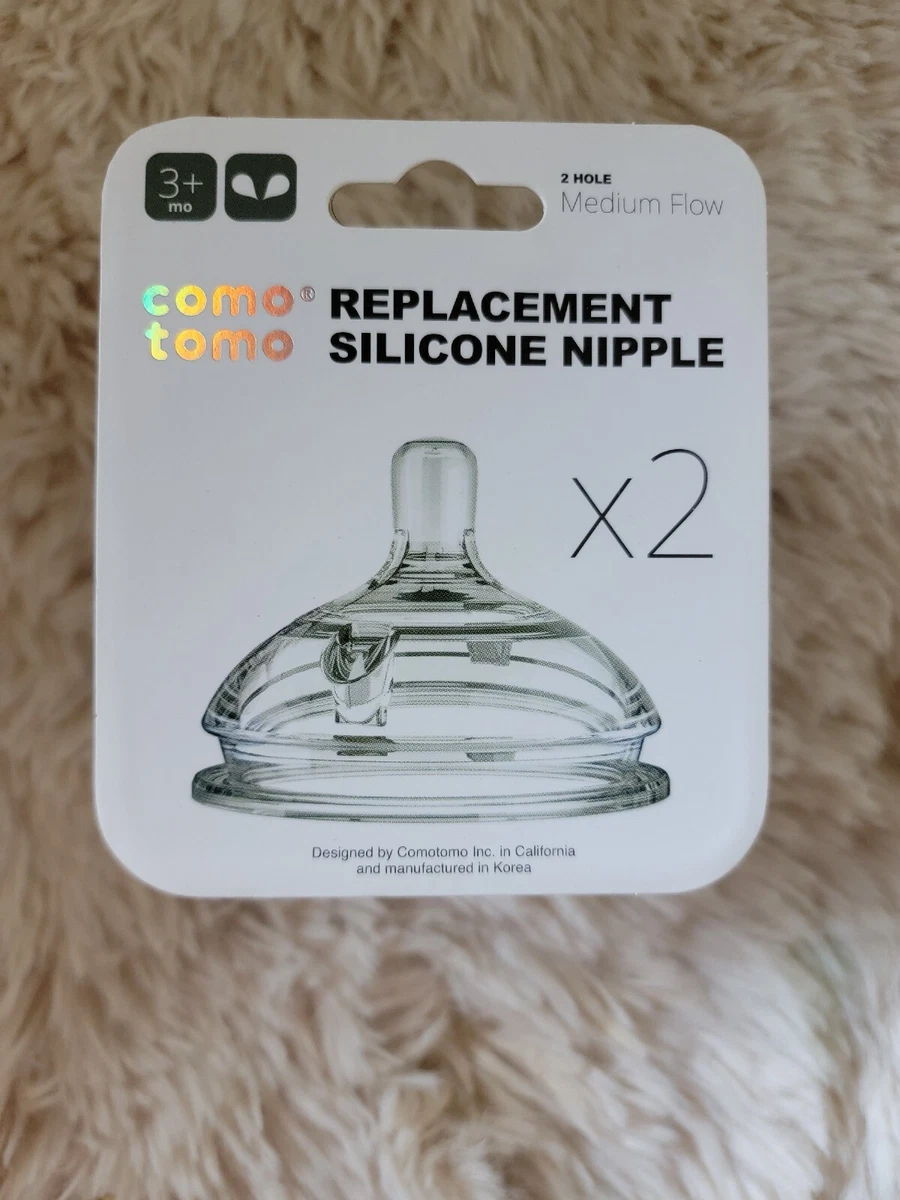 3+
mo
2 HOLE
Medium Flow
como®
tomo
REPLACEMENT
SILICONE NIPPLE
x2
Designed by Comotomo Inc. in California
and manufactured in Korea